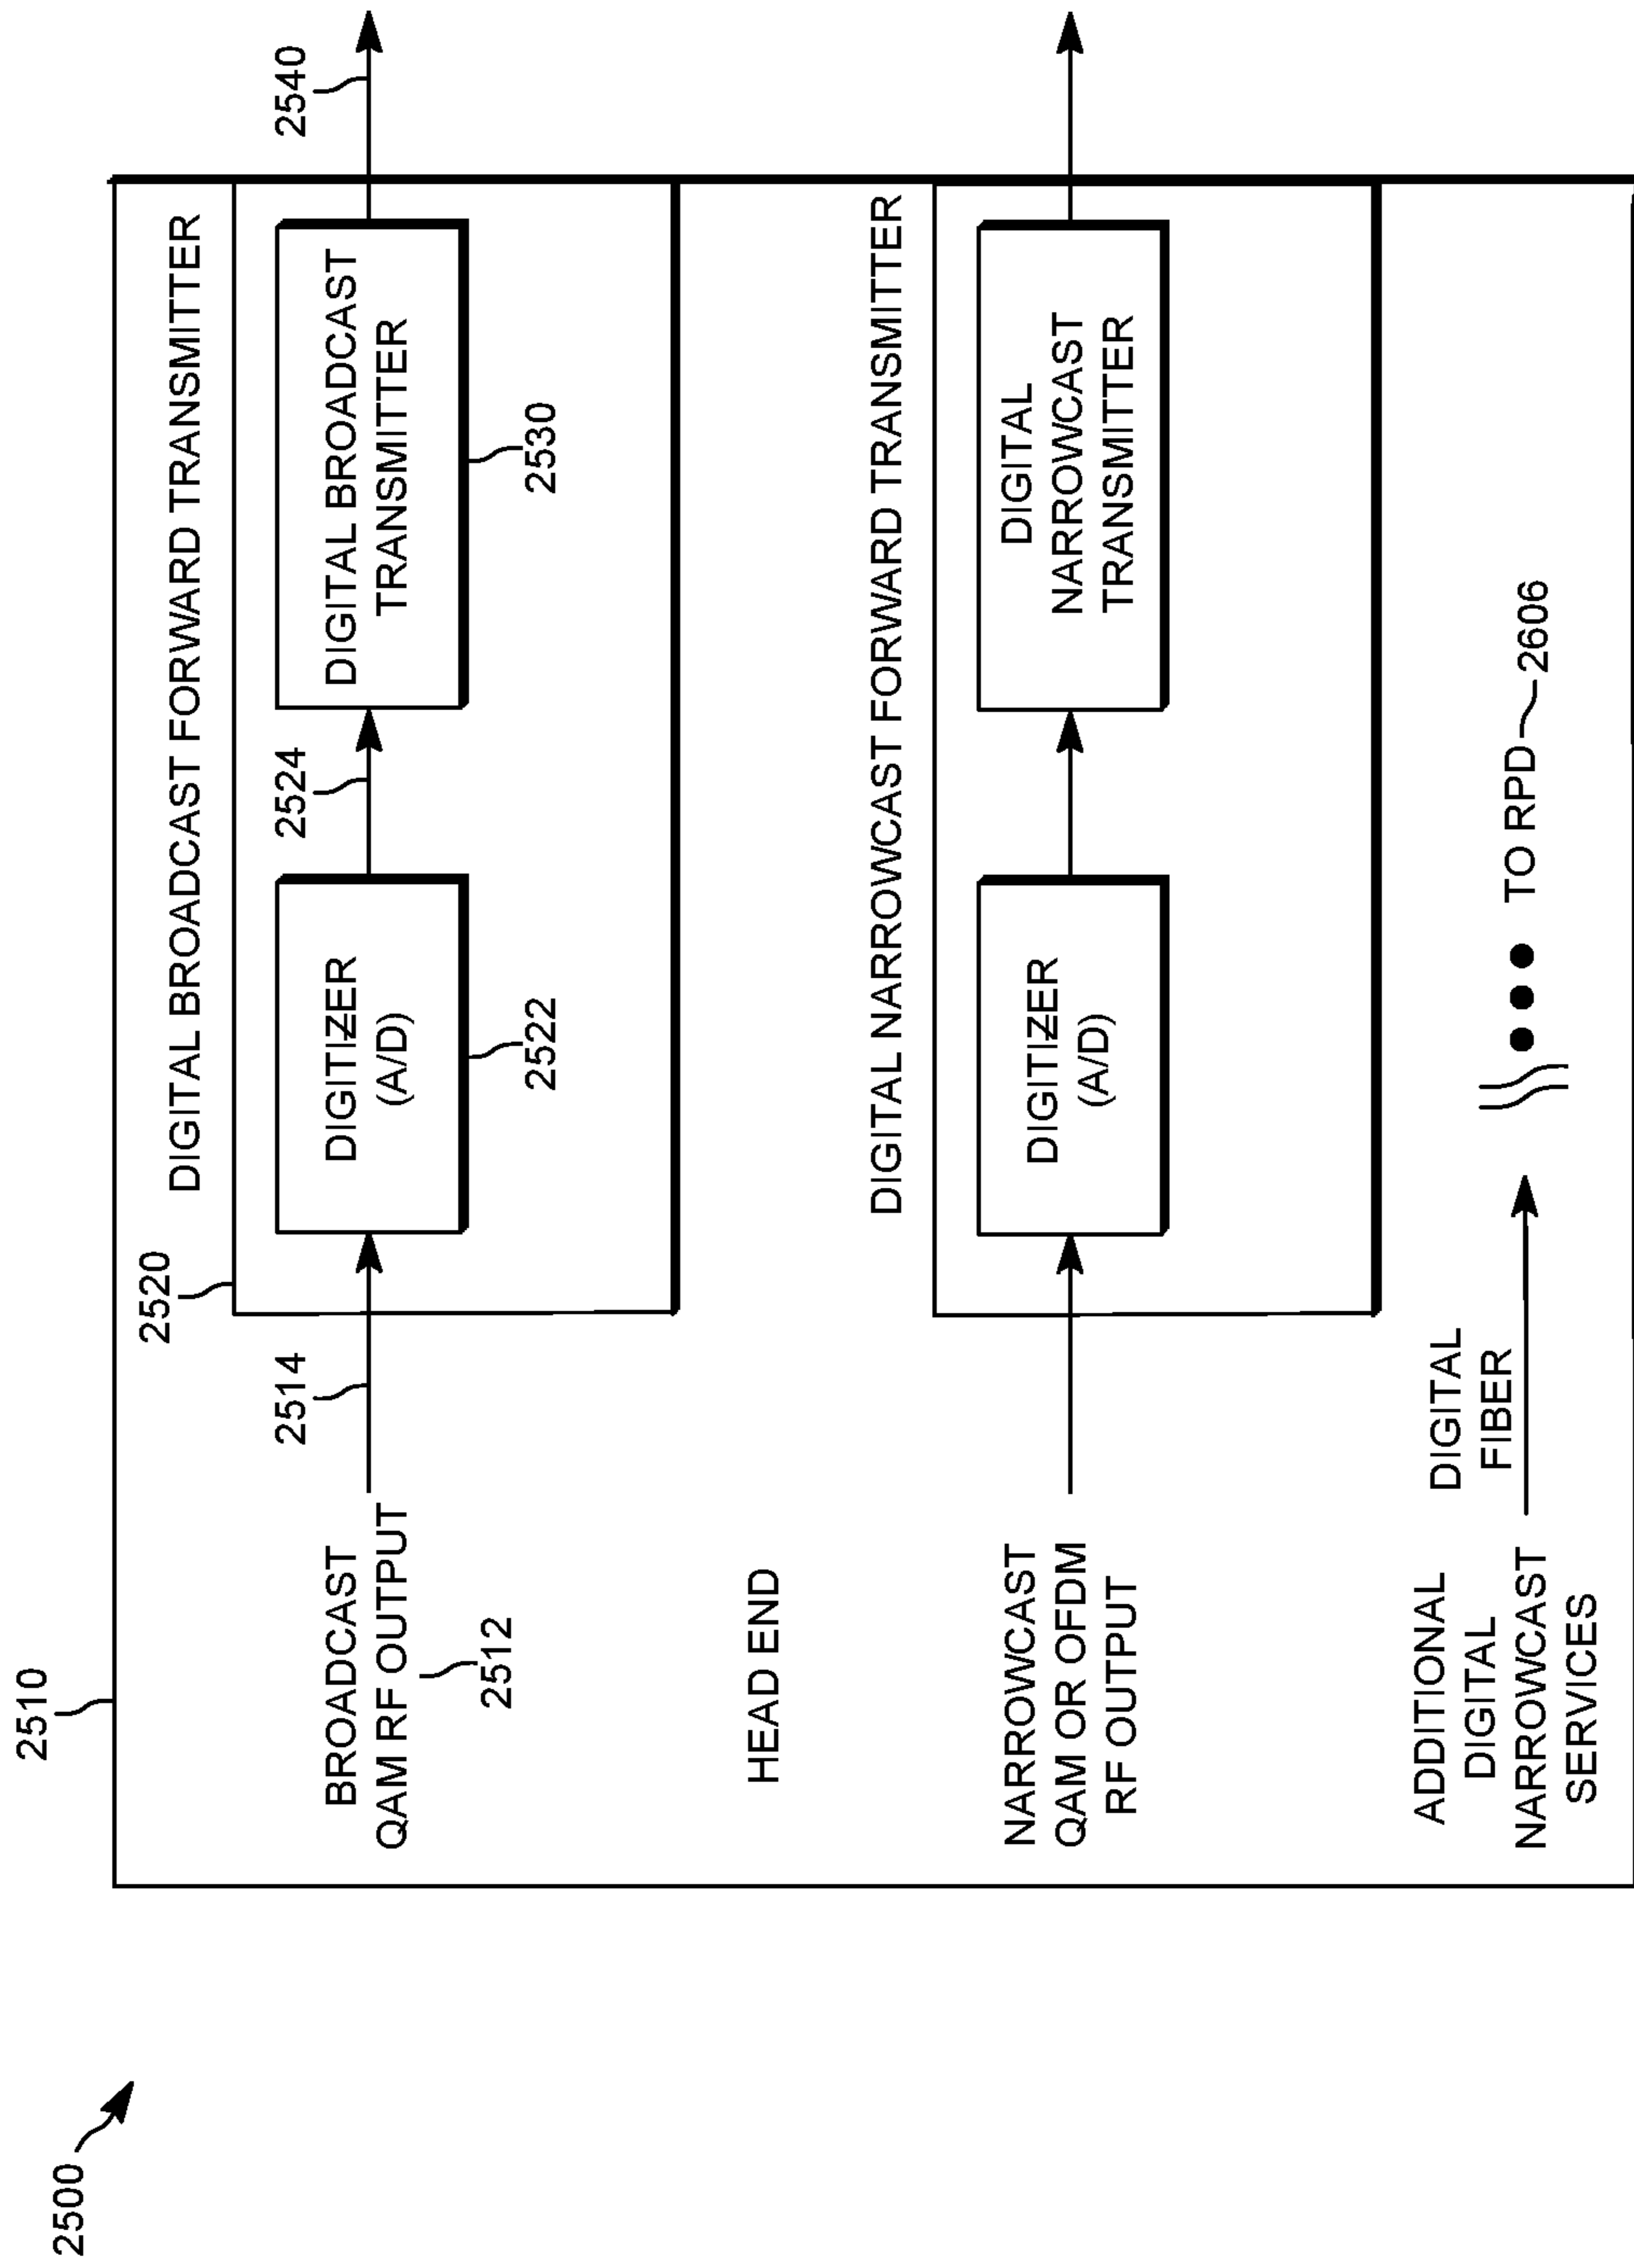 2500
2510
2520
DIGITAL BROADCAST FORWARD TRANSMITTER
BROADCAST
QAM RF OUTPUT
2512
2514
DIGITIZER
(A/D)
2522
2524
DIGITAL BROADCAST
TRANSMITTER
2530
2540
HEAD END
DIGITAL NARROWCAST FORWARD TRANSMITTER
NARROWCAST
QAM OR OFDM
RF OUTPUT
DIGITIZER
(A/D)
DIGITAL
NARROWCAST
TRANSMITTER
ADDITIONAL
DIGITAL
NARROWCAST
SERVICES
DIGITAL
FIBER
TO RPD 2606